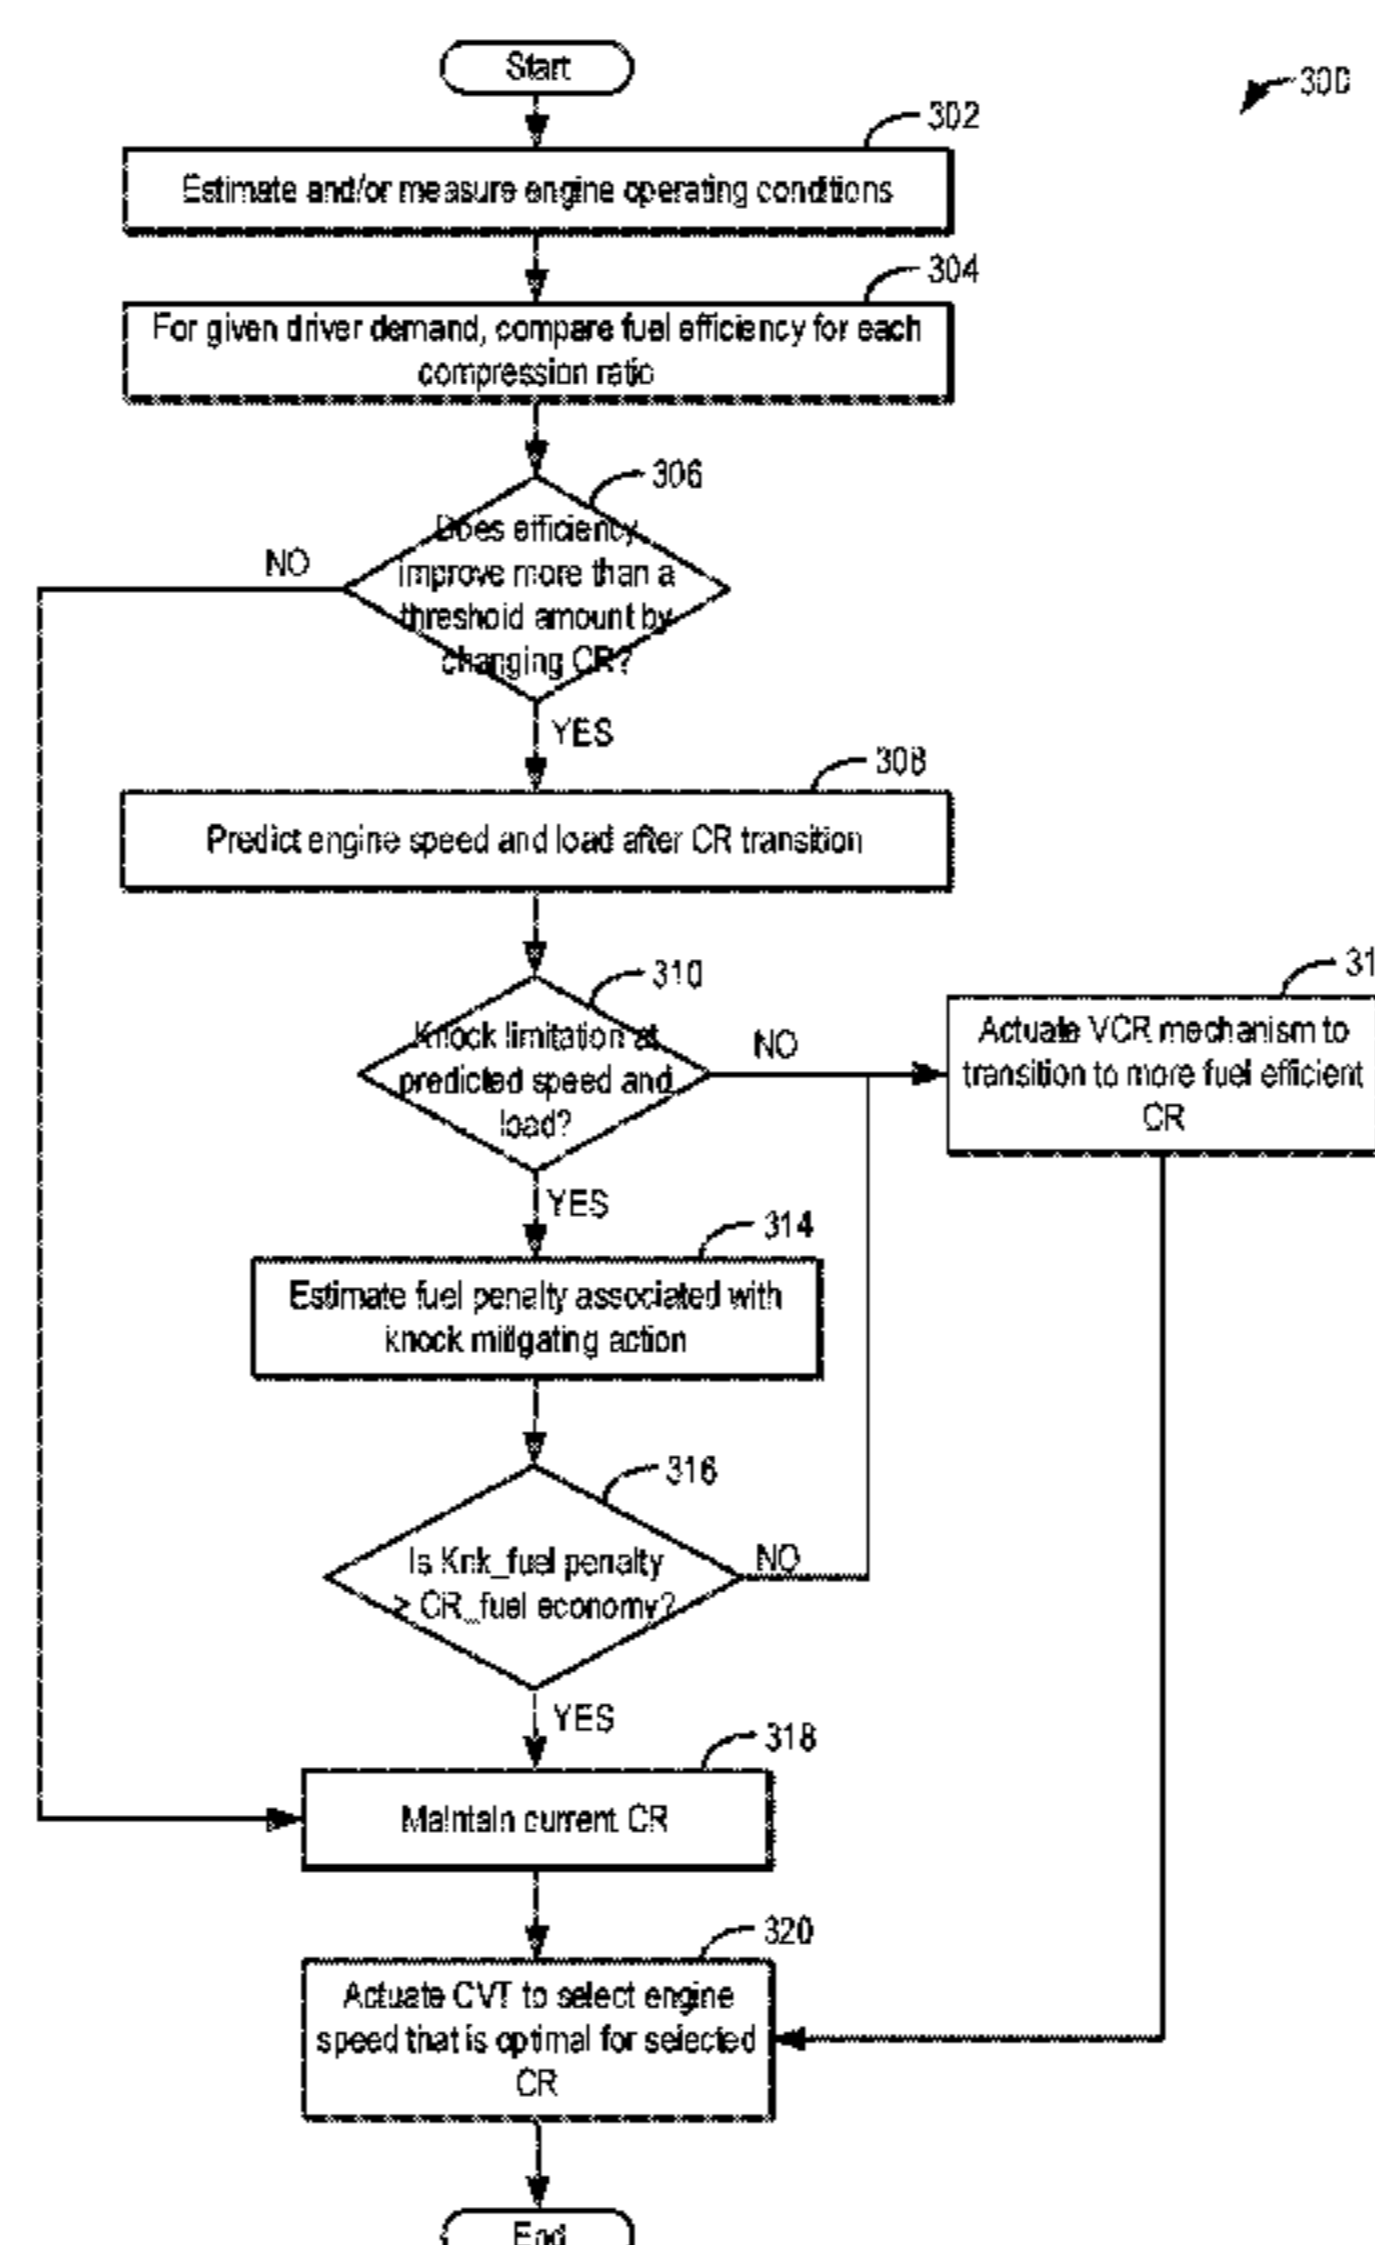 Start
300
302
Estimate and/or measure engine operating conditions
304
For given driver demand, compare fuel efficiency for each
compression ratio
306
Does efficiency
improve more than a
threshold amount by
changing CR?
NO
YES
308
Predict engine speed and load after CR transition
310
Knock limitation at
predicted speed and
load?
NO
31
Actuate VCR mechanism to
transition to more fuel efficient
CR
YES
314
Estimate fuel penalty associated with
knock mitigating action
316
Is Knk_fuel penalty
> CR_fuel economy?
NO
YES
318
Maintain current CR
320
Actuate CVT to select engine
speed that is optimal for selected
CR
End